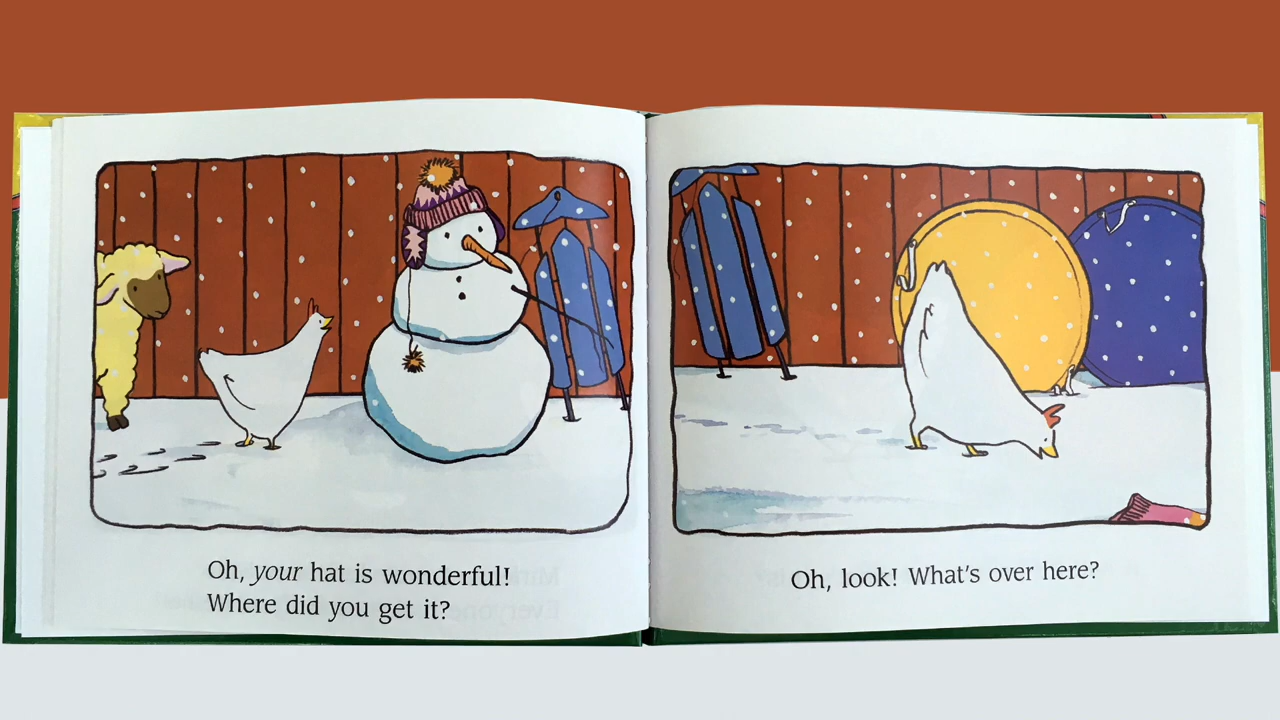 Oh, your hat is wonderful!
Where did you get it?
Oh, look! What's over here?